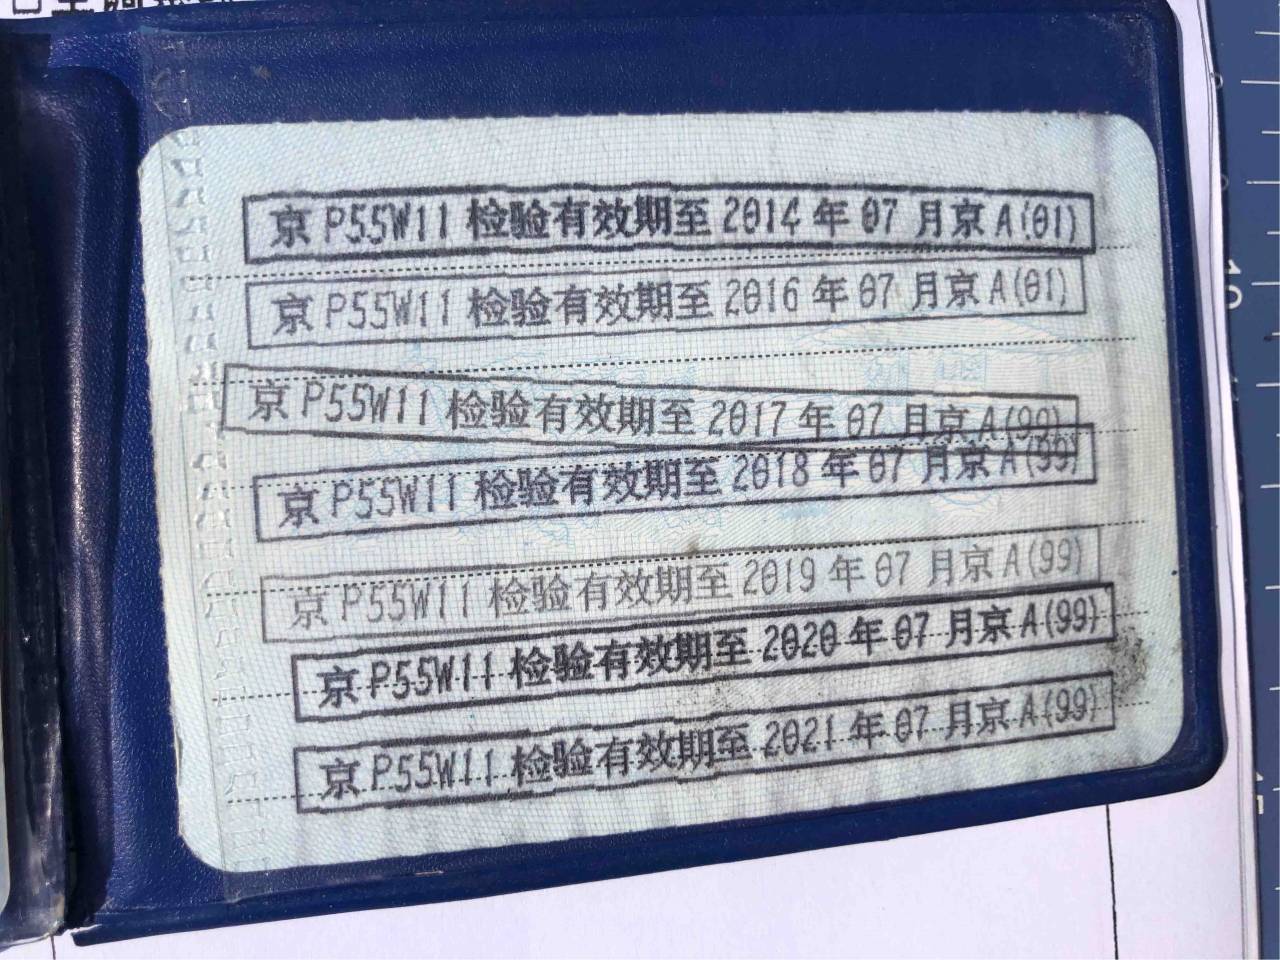 京P55W11 检验有效期至2014年07月京A(01)
京P55W11 检验有效期至2016年07月京A(01)
京P55W11 检验有效期至2017年07月京A(99)
京P55W11 检验有效期至2018年07月京A(99)
京P55W11 检验有效期至2019年07月京A(99)
京P55W11 检验有效期至2020年07月京A(99)
京P55W11 检验有效期至2021年07月京A(99)
10